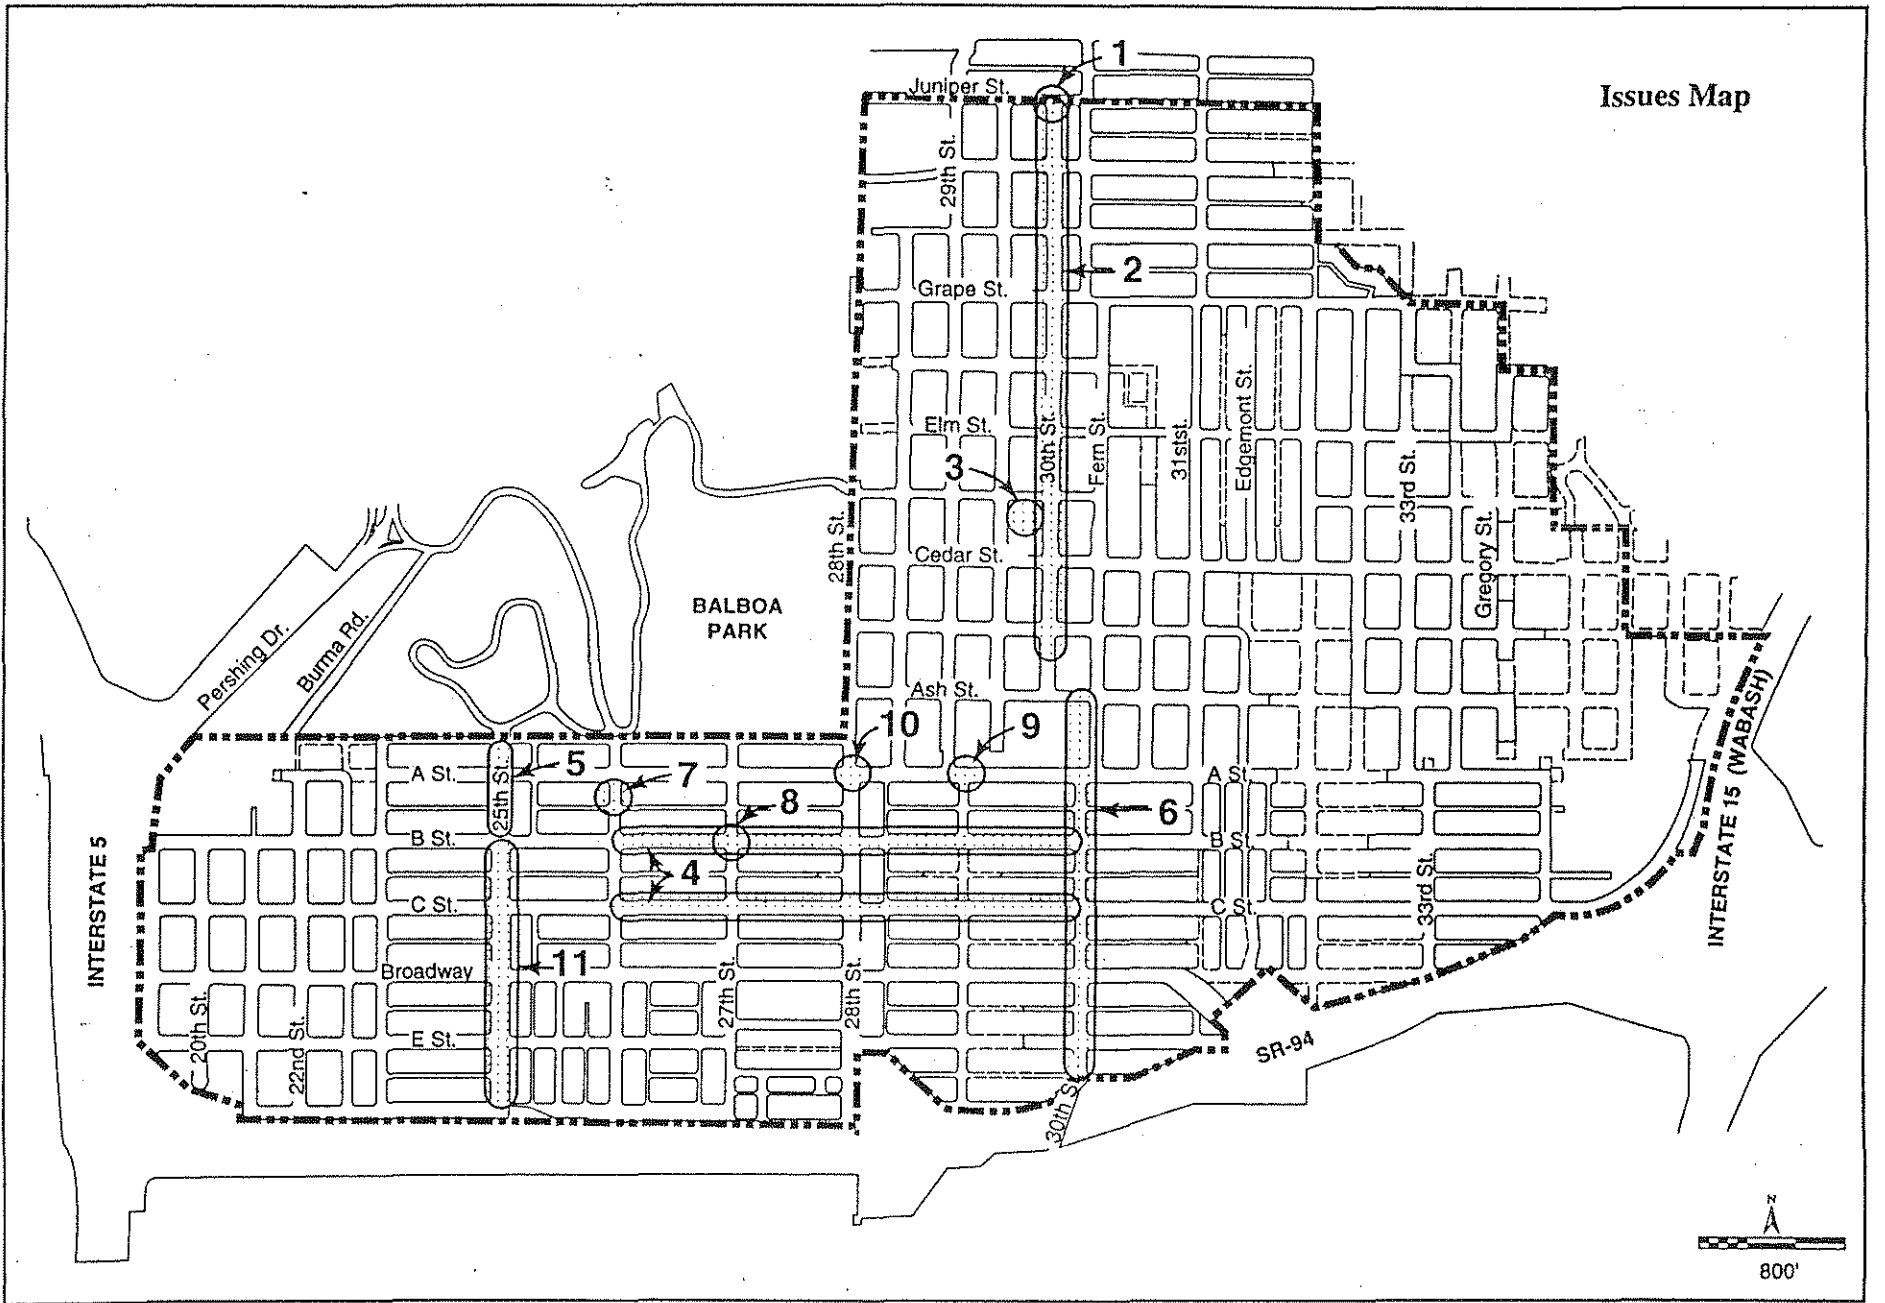 Issues Map
1
Juniper St.
29th St.
2
Grape St.
Elm St.
30th St.
Fern St.
31st st.
Edgemont St.
3
33rd St.
Gregory St.
28th St.
Cedar St.
BALBOA
PARK
Pershing Dr.
Burma Rd.
Ash St.
10
9
A St.
25th St.
5
7
8
6
A St.
B St.
B St.
4
C St.
C St.
33rd St.
INTERSTATE 5
INTERSTATE 15 (WABASH)
Broadway
11
27th St.
28th St.
20th St.
22nd St.
E St.
SR-94
30th S
N
800'